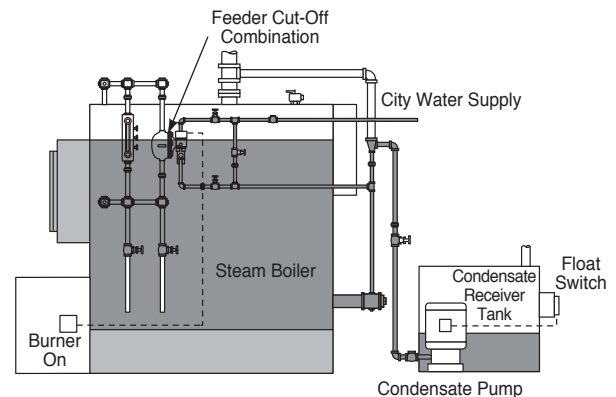 Feeder Cut-Off
Combination
City Water Supply
Steam Boiler
Condensate
Receiver
Tank
Float
Switch
Burner
On
Condensate Pump